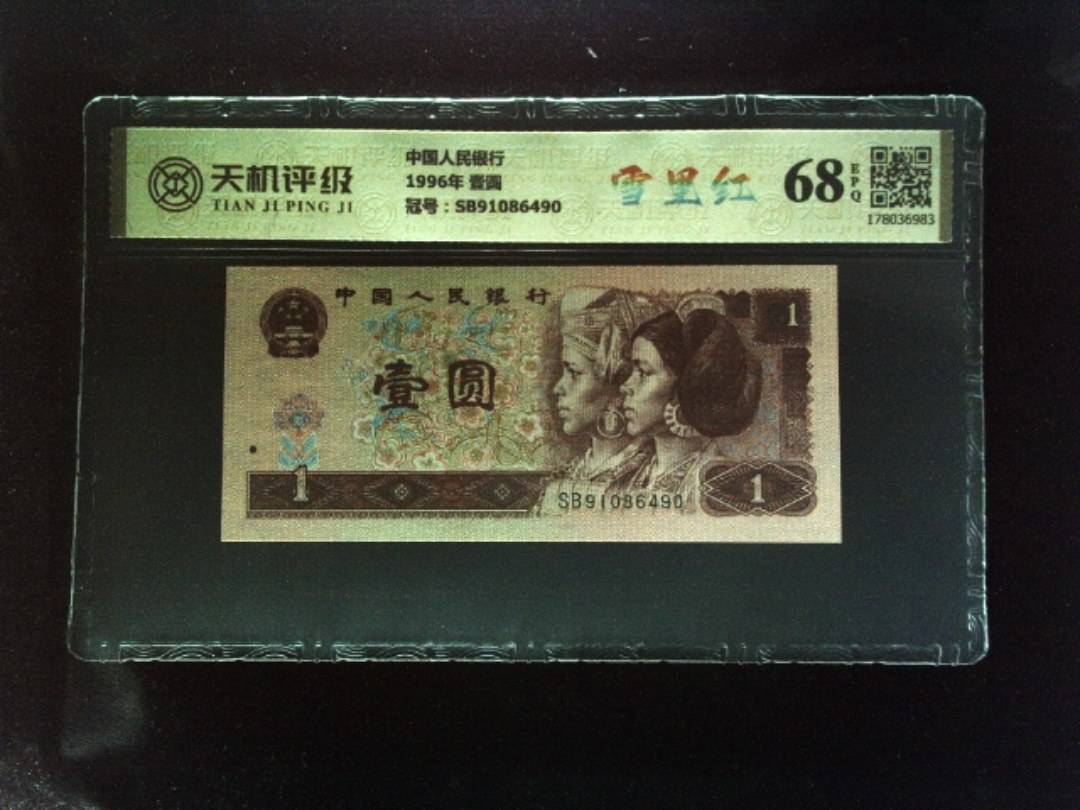 天机评级
TIAN JI PING JI
中国人民银行
1996年 壹圆
冠号：SB91086490
雪里红
68
EPQ
178036983
中国人民银行
1
壹圆
1
SB91086490
1